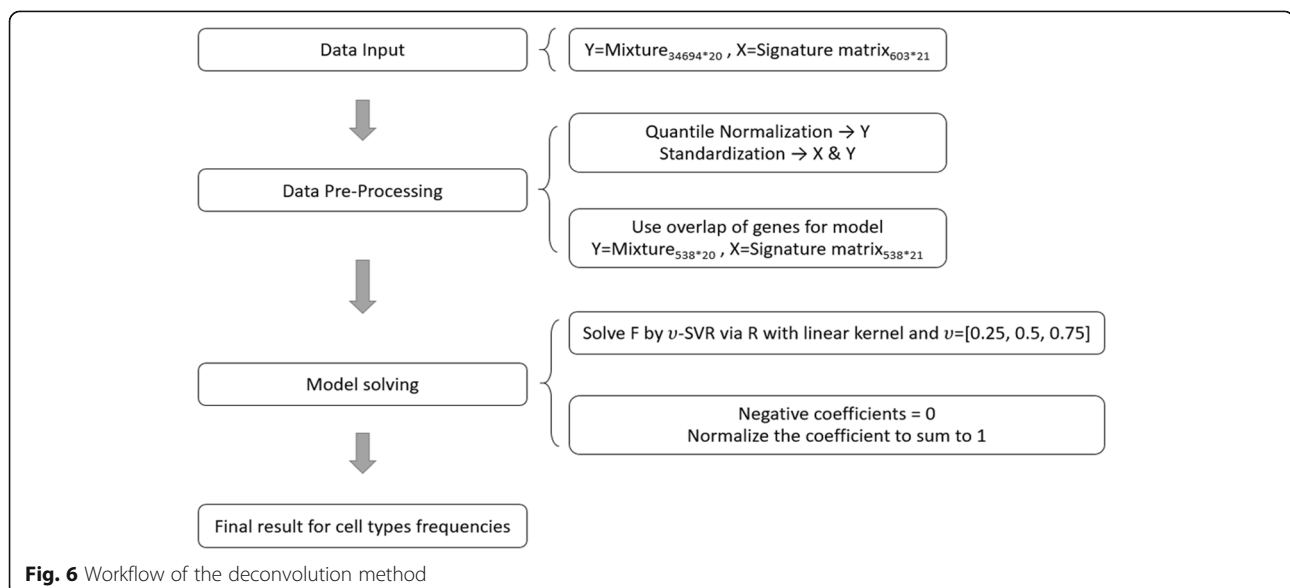 Data Input
Y=Mixture₃₄₆₉₄*₂₀ , X=Signature matrix₆₀₃*₂₁
Quantile Normalization → Y
Standardization → X & Y
Data Pre-Processing
Use overlap of genes for model
Y=Mixture₅₃₈*₂₀ , X=Signature matrix₅₃₈*₂₁
Solve F by υ-SVR via R with linear kernel and υ=[0.25, 0.5, 0.75]
Model solving
Negative coefficients = 0
Normalize the coefficient to sum to 1
Final result for cell types frequencies
Fig. 6 Workflow of the deconvolution method